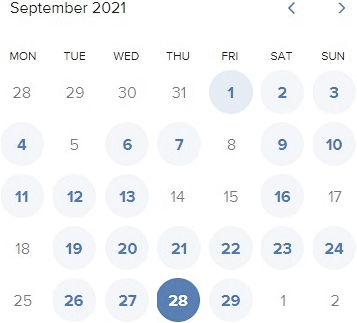 September 2021
MON TUE WED THU FRI SAT SUN
28 29 30 31 1 2 3
4 5 6 7 8 9 10
11 12 13 14 15 16 17
18 19 20 21 22 23 24
25 26 27 28 29 1 2